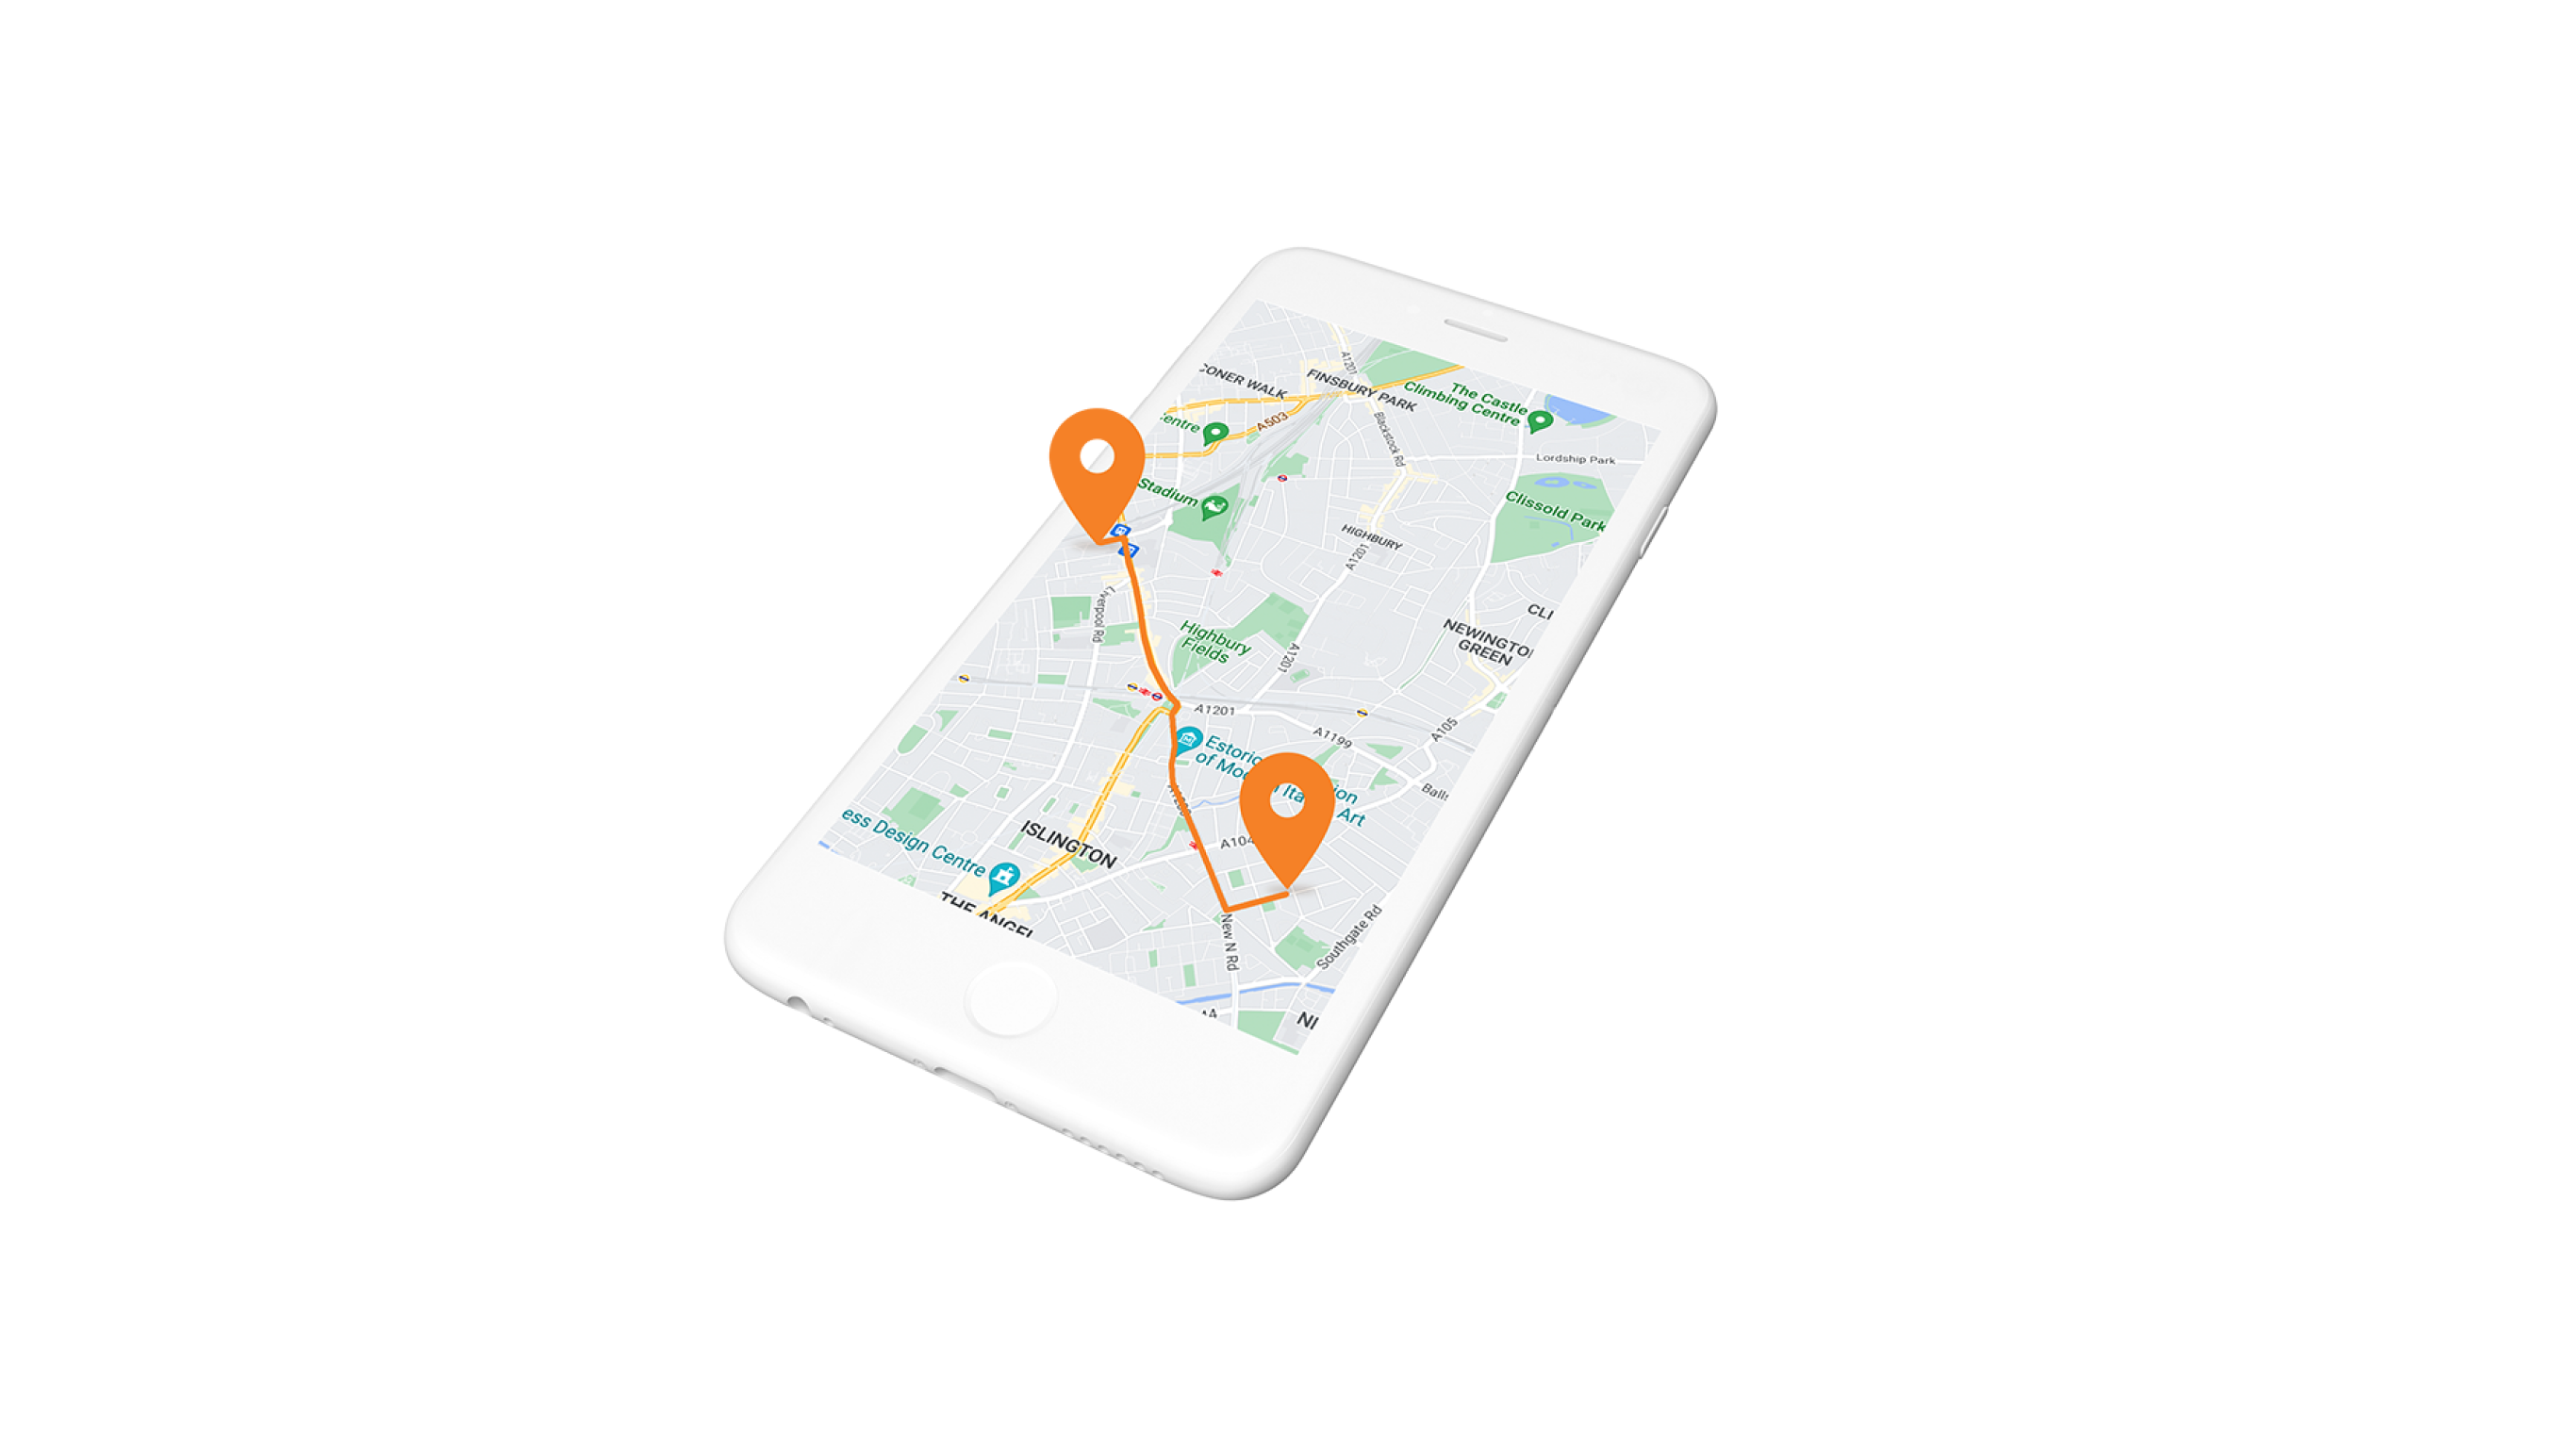 A1201
CONER WALK
FINSBURY PARK
The Castle
Climbing Centre
entre
A503
Blackstock Rd
Lordship Park
Stadium
Clissold Park
HIGHBURY
A1201
Liverpool Rd
CLI
Highbury
Fields
NEWINGTO
GREEN
A1201
A1201
A1199
A105
Estoric
of Mod
n Ita
ion
Art
Balls
ISLINGTON
A104
ess Design Centre
THE ANGEL
New N Rd
Southgate Rd
NI